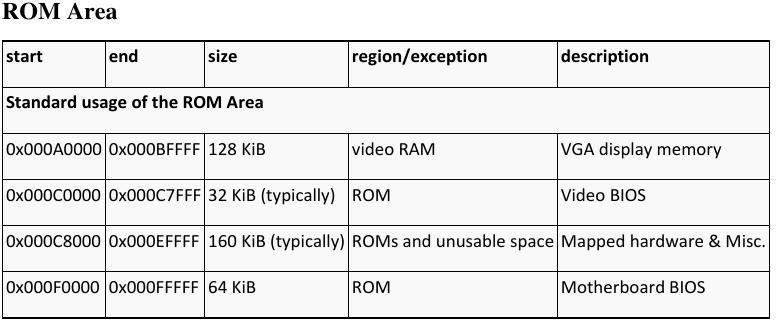 ROM Area
start end size region/exception description
Standard usage of the ROM Area
0x000A0000 0x000BFFFF 128 KiB video RAM VGA display memory
0x000C0000 0x000C7FFF 32 KiB (typically) ROM Video BIOS
0x000C8000 0x000EFFFF 160 KiB (typically) ROMs and unusable space Mapped hardware & Misc.
0x000F0000 0x000FFFFF 64 KiB ROM Motherboard BIOS